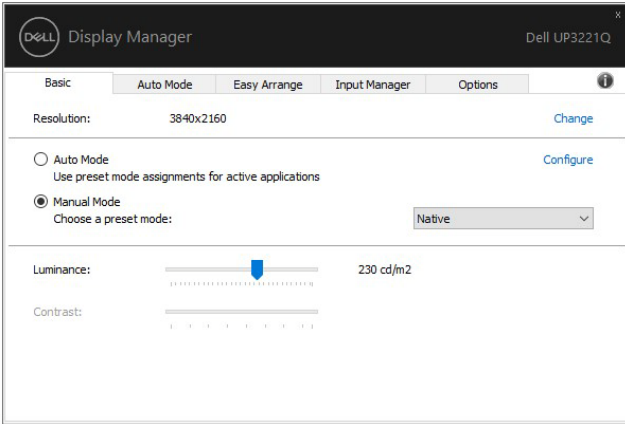 x
DELL Display Manager Dell UP3221Q
Basic Auto Mode Easy Arrange Input Manager Options i
Resolution: 3840x2160 Change
Auto Mode Configure
Use preset mode assignments for active applications
Manual Mode
Choose a preset mode: Native
Luminance: 230 cd/m2
Contrast: